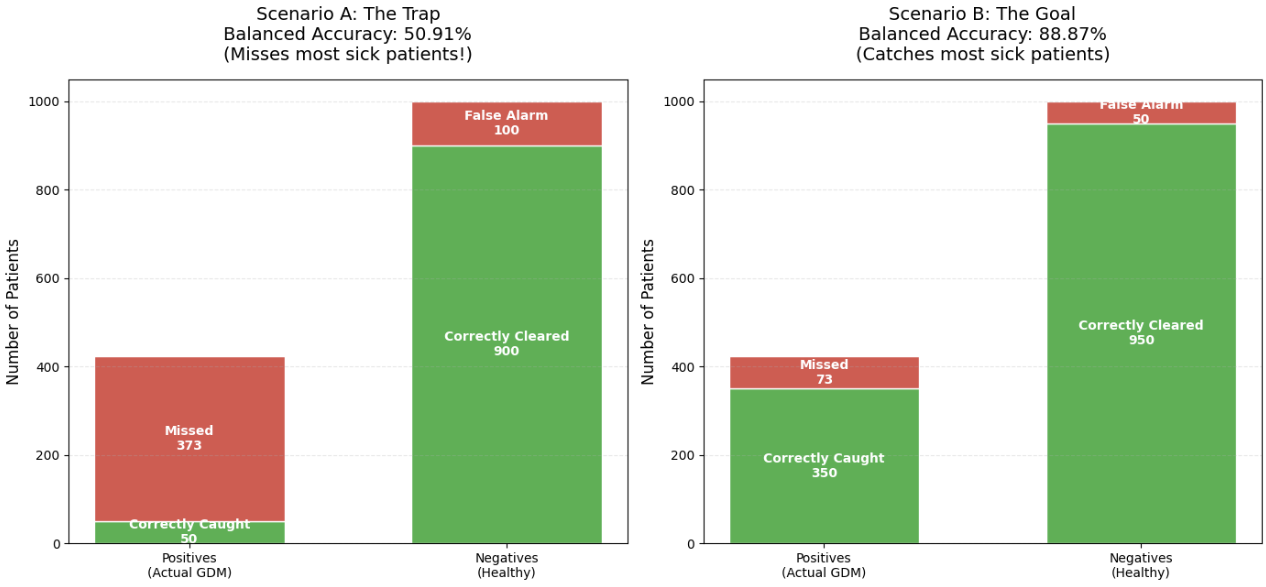 Scenario A: The Trap
Balanced Accuracy: 50.91%
(Misses most sick patients!)
Number of Patients
1000
800
600
400
200
0
False Alarm
100
Correctly Cleared
900
Missed
373
Correctly Caught
50
Positives
(Actual GDM)
Negatives
(Healthy)
Scenario B: The Goal
Balanced Accuracy: 88.87%
(Catches most sick patients)
Number of Patients
1000
800
600
400
200
0
False Alarm
50
Correctly Cleared
950
Missed
73
Correctly Caught
350
Positives
(Actual GDM)
Negatives
(Healthy)